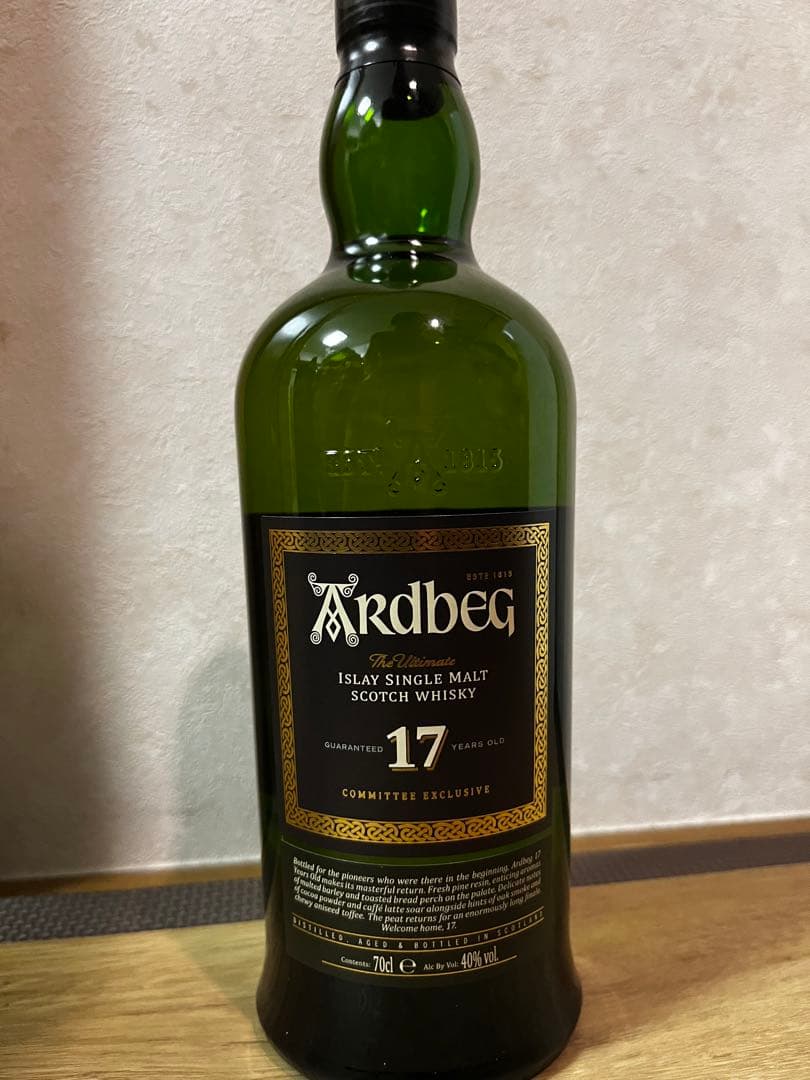 ESTD 1815
ESTD 1815
ARDBEG
The Ultimate
ISLAY SINGLE MALT
SCOTCH WHISKY
GUARANTEED 17 YEARS OLD
COMMITTEE EXCLUSIVE
Bottled for the pioneers who were there in the beginning, Ardbeg 17
Years Old makes its masterful return. Fresh pine resin, enticing aromas
of malted barley and toasted bread perch on the palate. Delicate notes
of cocoa powder and caffé latte soar alongside hints of oak smoke and
chewy aniseed toffee. The peat returns for an enormously long finish.
Welcome home, 17.
DISTILLED, AGED & BOTTLED IN SCOTLAND
Contents: 70cl ℮ Alc By Vol: 40% vol.